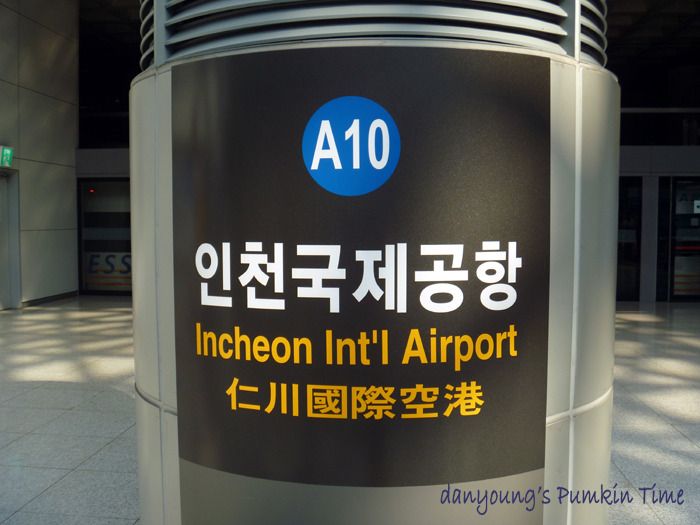 A10
인천국제공항
Incheon Int'l Airport
仁川國際空港
ESS
danyoung's Pumkin Time